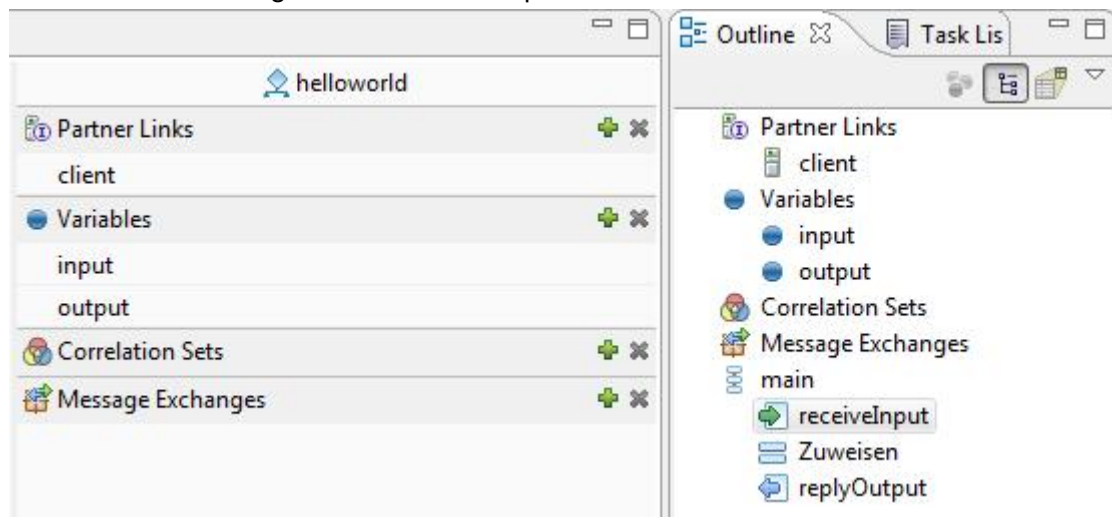 helloworld
Partner Links
client
Variables
input
output
Correlation Sets
Message Exchanges
Outline
Task Lis
Partner Links
client
Variables
input
output
Correlation Sets
Message Exchanges
main
receiveInput
Zuweisen
replyOutput